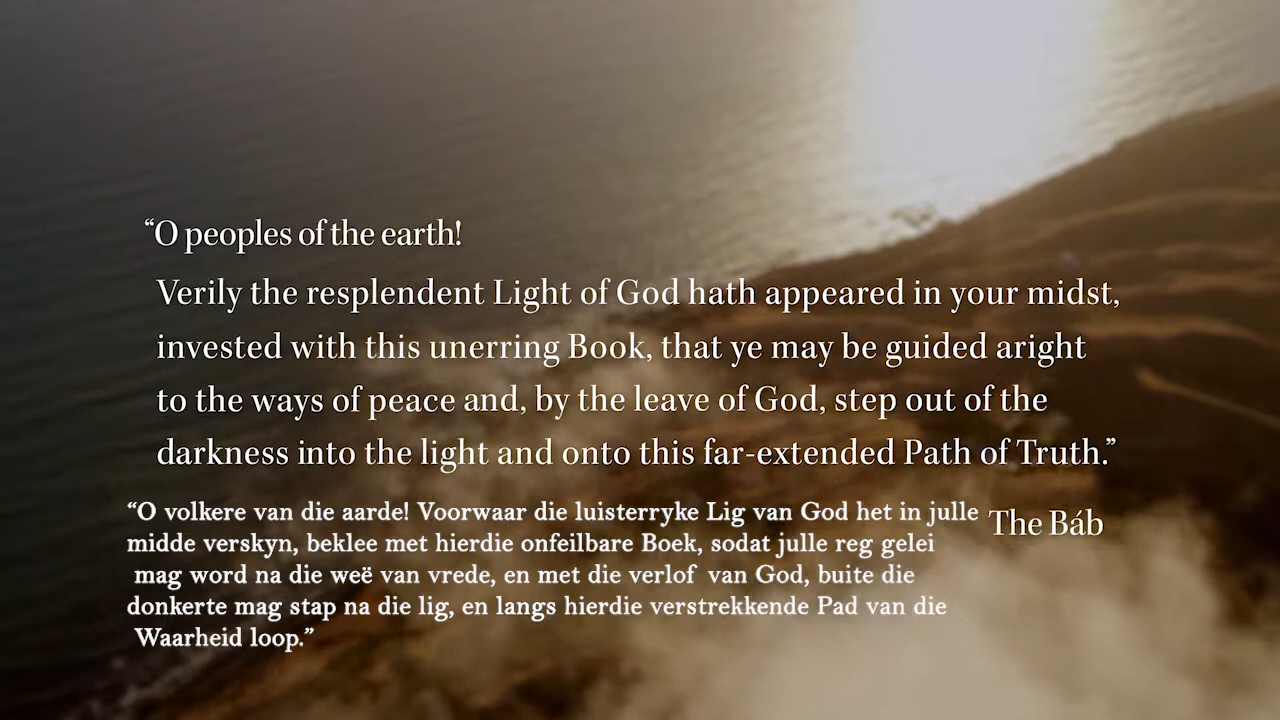 “O peoples of the earth!
Verily the resplendent Light of God hath appeared in your midst,
invested with this unerring Book, that ye may be guided aright
to the ways of peace and, by the leave of God, step out of the
darkness into the light and onto this far-extended Path of Truth.”
The Báb
“O volkere van die aarde! Voorwaar die luisterryke Lig van God het in julle
midde verskyn, beklee met hierdie onfeilbare Boek, sodat julle reg gelei
mag word na die weë van vrede, en met die verlof van God, buite die
donkerte mag stap na die lig, en langs hierdie verstrekkende Pad van die
Waarheid loop.”